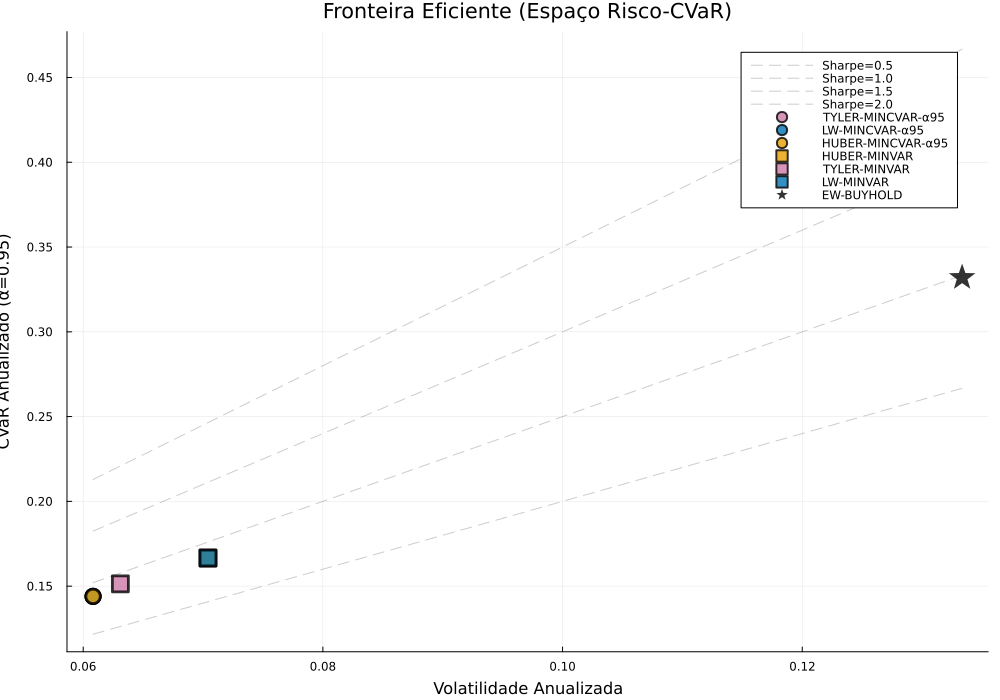 Fronteira Eficiente (Espaço Risco-CVaR)
CVaR Anualizado (α=0.95)
0.45
0.40
0.35
0.30
0.25
0.20
0.15
Sharpe=0.5
Sharpe=1.0
Sharpe=1.5
Sharpe=2.0
TYLER-MINCVAR-α95
LW-MINCVAR-α95
HUBER-MINCVAR-α95
HUBER-MINVAR
TYLER-MINVAR
LW-MINVAR
EW-BUYHOLD
0.06
0.08
0.10
0.12
Volatilidade Anualizada